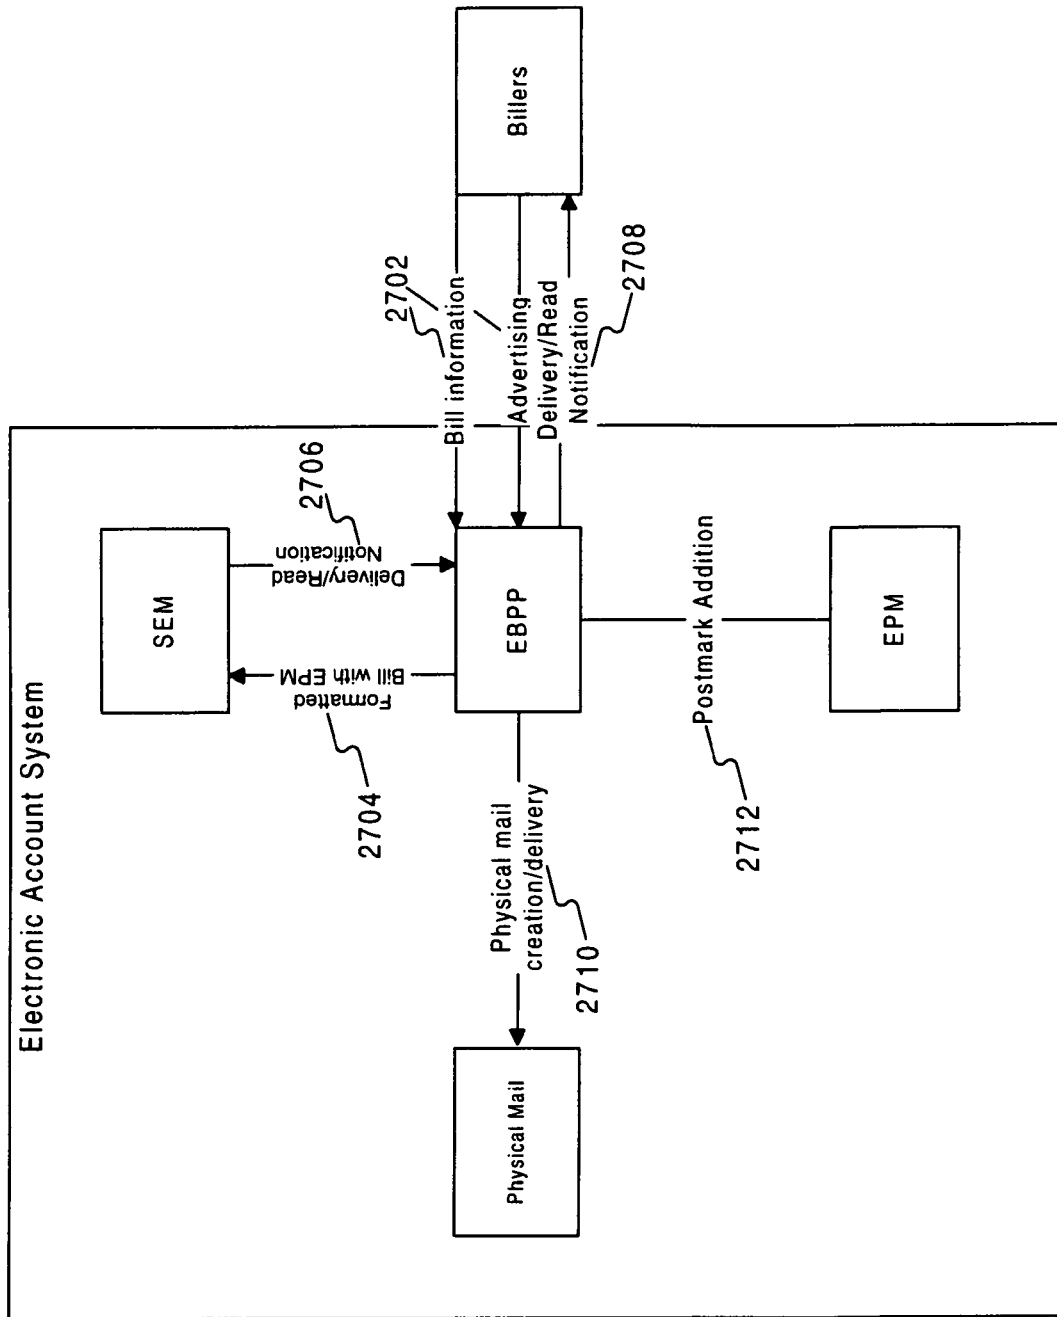 Electronic Account System
SEM
2704
Formatted
Bill with EPM
Delivery/Read
Notification
2706
Physical Mail
Physical mail
creation/delivery
2710
EBPP
2702
Bill information
Advertising
Delivery/Read
Notification
2708
Billers
Postmark Addition
2712
EPM